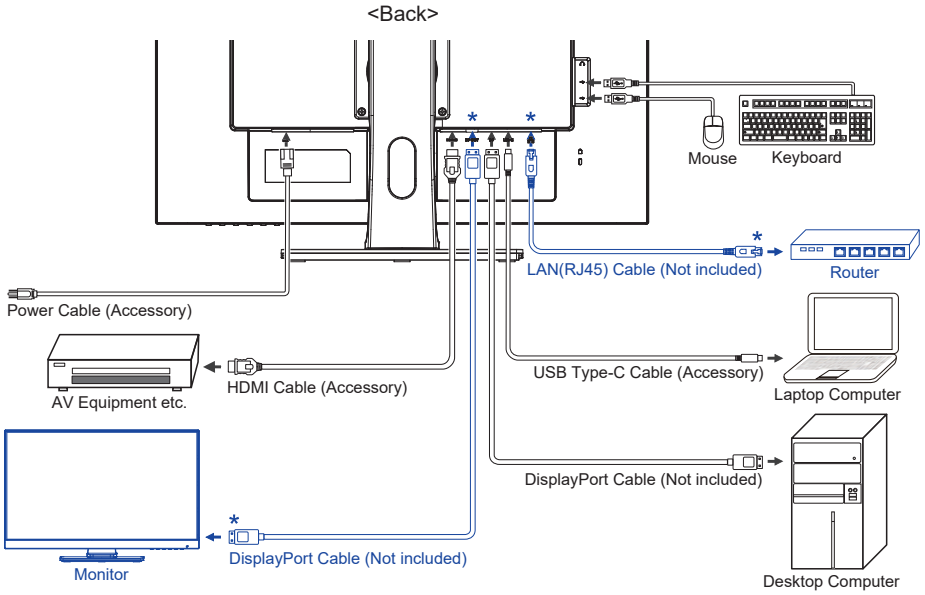 <Back>
*
*
Mouse
Keyboard
*
LAN(RJ45) Cable (Not included)
Router
Power Cable (Accessory)
HDMI Cable (Accessory)
USB Type-C Cable (Accessory)
AV Equipment etc.
Laptop Computer
DisplayPort Cable (Not included)
*
DisplayPort Cable (Not included)
Monitor
Desktop Computer